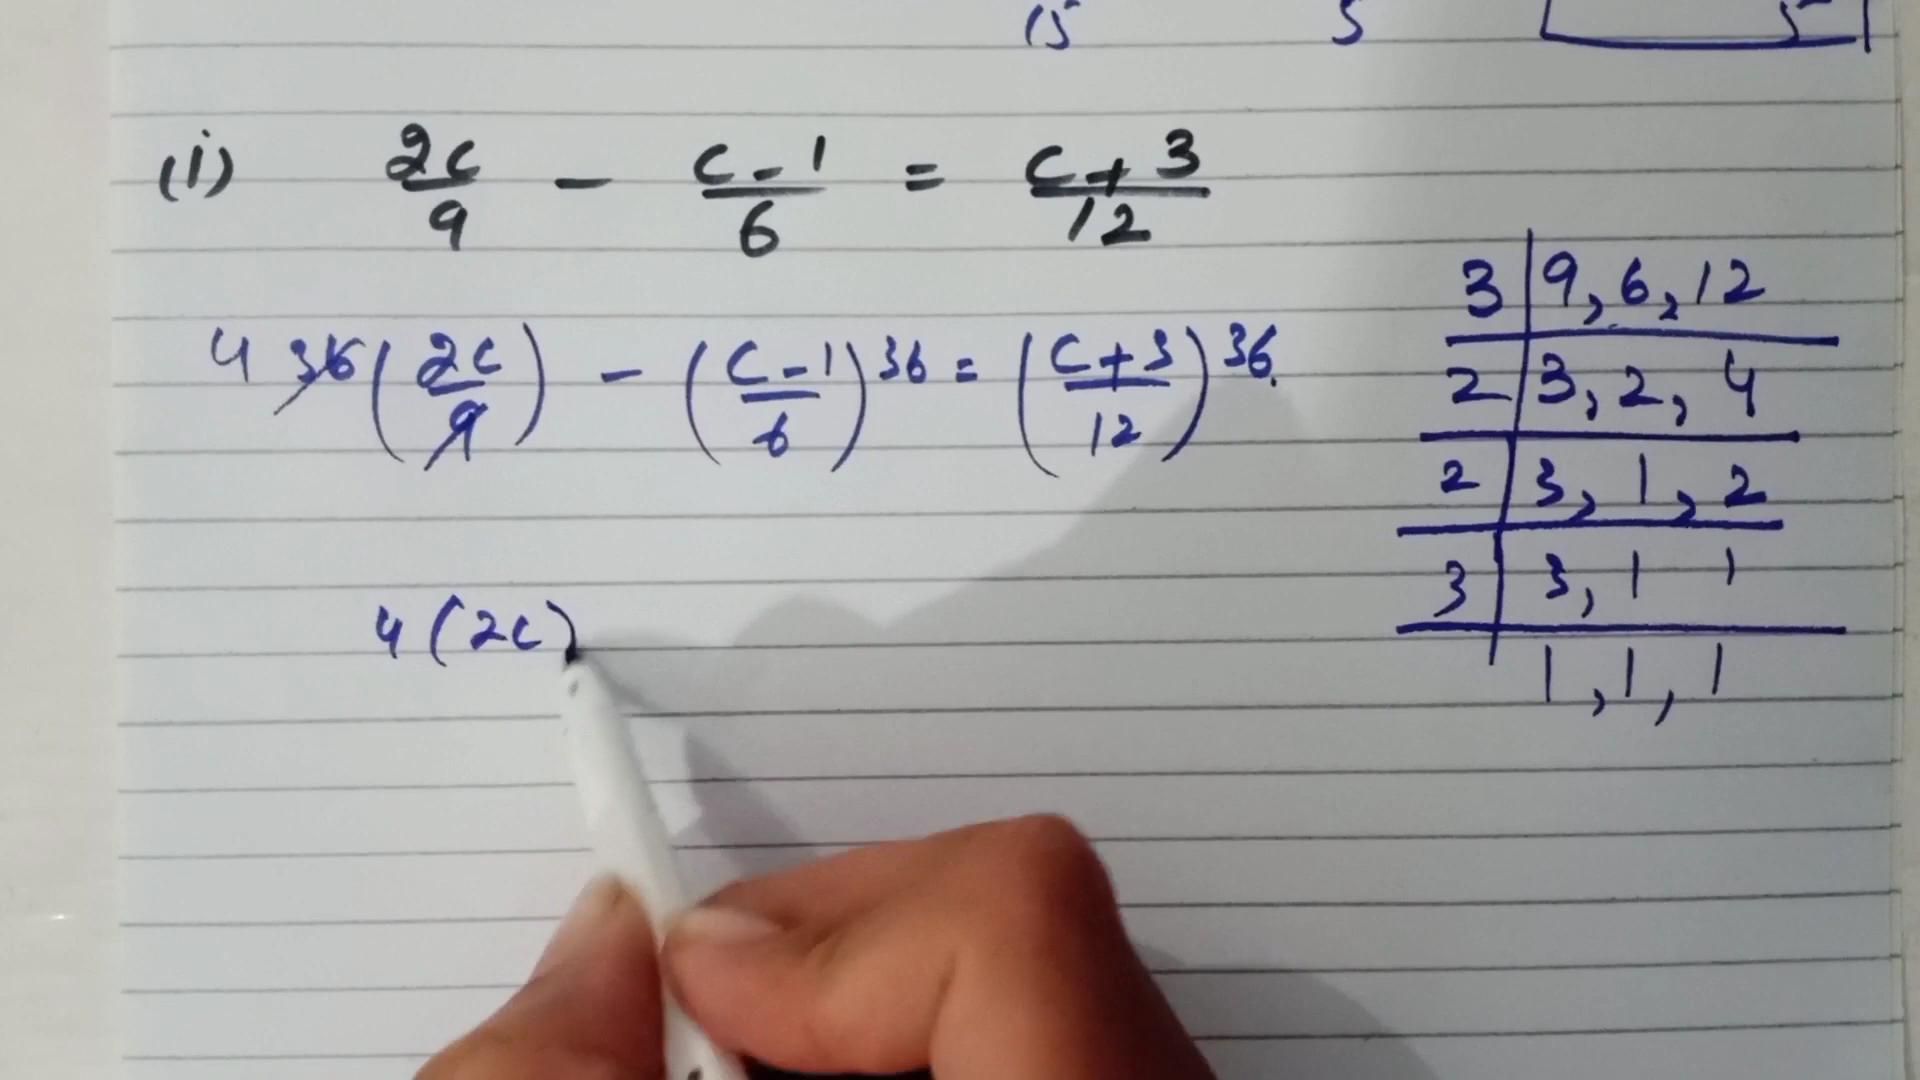 15 5 5
(i) 2c/9 - c-1/6 = c+3/12
4 36(2c/9) - (c-1/6)36 = (c+3/12)36
4(2c)
3 | 9, 6, 12
2 | 3, 2, 4
2 | 3, 1, 2
3 | 3, 1 1
1, 1, 1